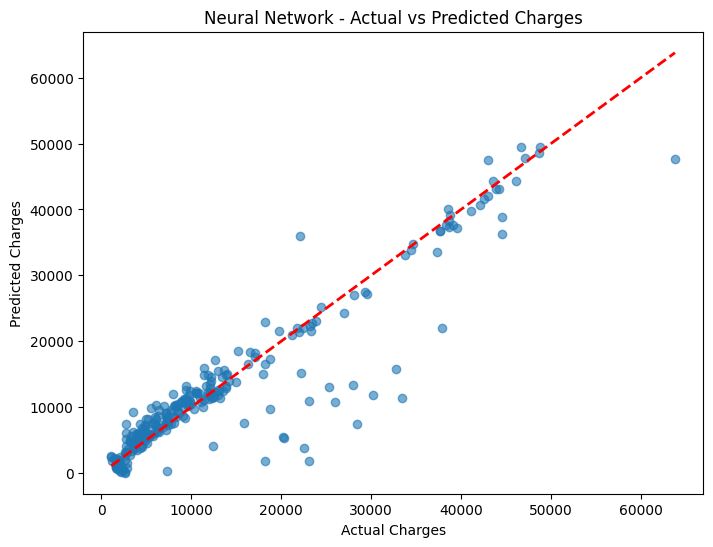 Neural Network - Actual vs Predicted Charges
60000
50000
40000
30000
20000
10000
0
Predicted Charges
0 10000 20000 30000 40000 50000 60000
Actual Charges